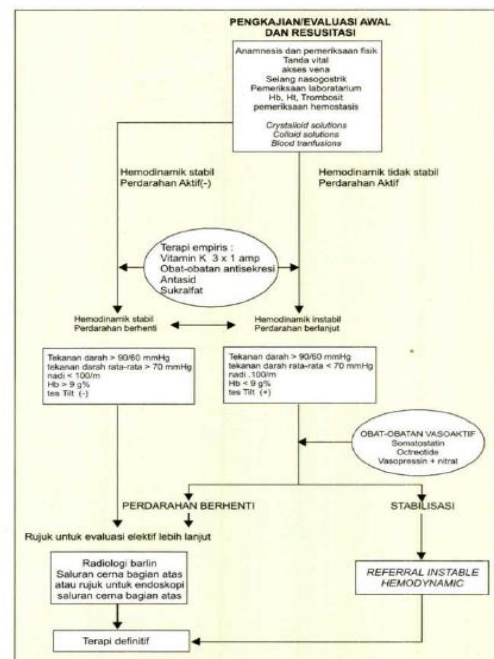 PENGKAJIAN/EVALUASI AWAL
DAN RESUSITASI
Anamnesis dan pemeriksaan fisik
Tanda vital
akses vena
Selang nasogostrik
Pemeriksaan laboratarium
Hb, Ht, Trombosit
pemeriksaan hemostasis
Crystalloid solutions
Colloid solutions
Blood tranfusions
Hemodinamik stabil
Perdarahan Aktif(-)
Hemodinamik tidak stabil
Perdarahan Aktif
Terapi empiris :
Vitamin K 3 x 1 amp
Obat-obatan antisekresi
Antasid
Sukralfat
Hemodinamik stabil
Perdarahan berhenti
Hemodinamik instabil
Perdarahan berlanjut
Tekanan darah > 90/60 mmHg
tekanan darah rata-rata > 70 mmHg
nadi < 100/m
Hb > 9 g%
tes Tilt (-)
Tekanan darah > 90/60 mmHg
tekanan darah rata-rata < 70 mmHg
nadi .100/m
Hb < 9 g%
tes Tilt (+)
OBAT-OBATAN VASOAKTIF
Somatostatin
Octreotide
Vasopressin + nitrat
PERDARAHAN BERHENTI
STABILISASI
Rujuk untuk evaluasi elektif lebih lanjut
Radiologi barlin
Saluran cerna bagian atas
atau rujuk untuk endoskopi
saluran cerna bagian atas
REFERRAL INSTABLE
HEMODYNAMIC
Terapi definitif